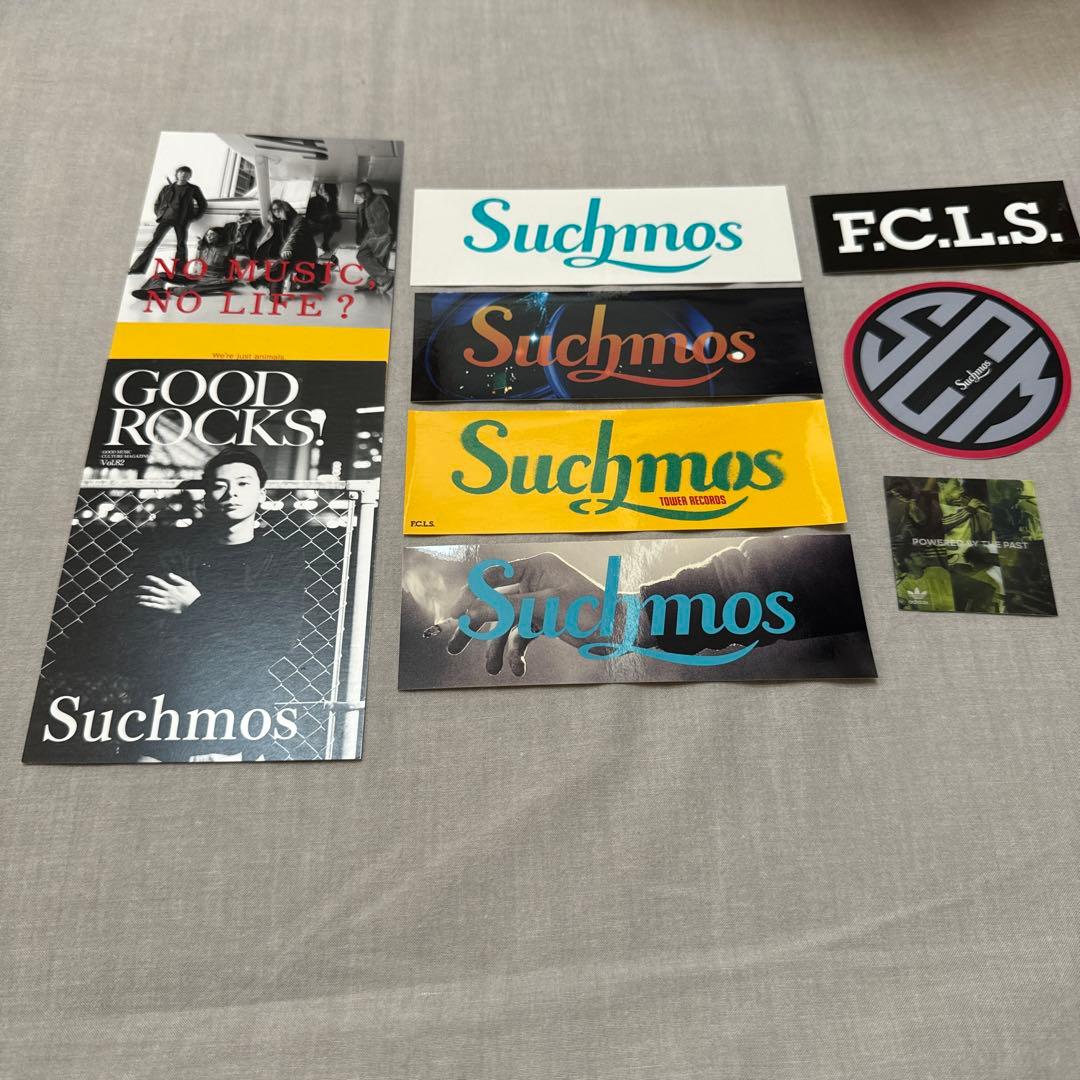 NO MUSIC,
NO LIFE?
We're just animals.
GOOD
ROCKS!
GOOD MUSIC
CULTURE MAGAZINE
Vol.82
Suchmos
Suchmos
Suchmos
Suchmos
TOWER RECORDS
F.C.L.S.
Suchmos
F.C.L.S.
SCM
Suchmos
POWERED BY THE PAST
adidas